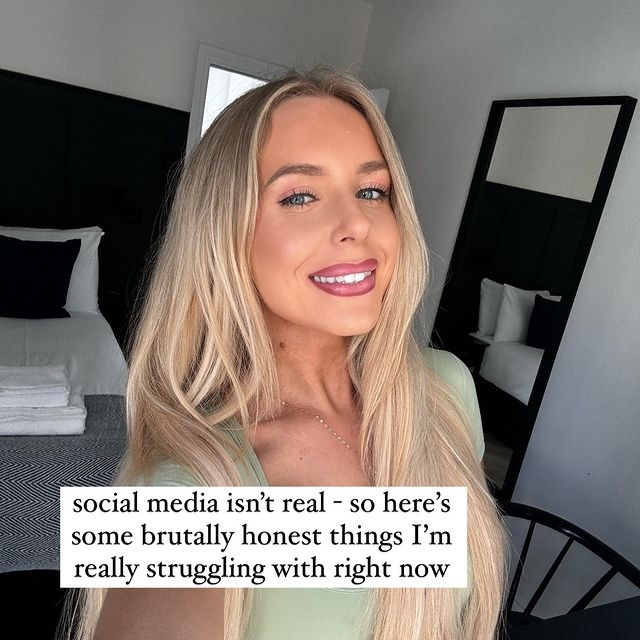 social media isn’t real - so here’s
some brutally honest things I’m
really struggling with right now